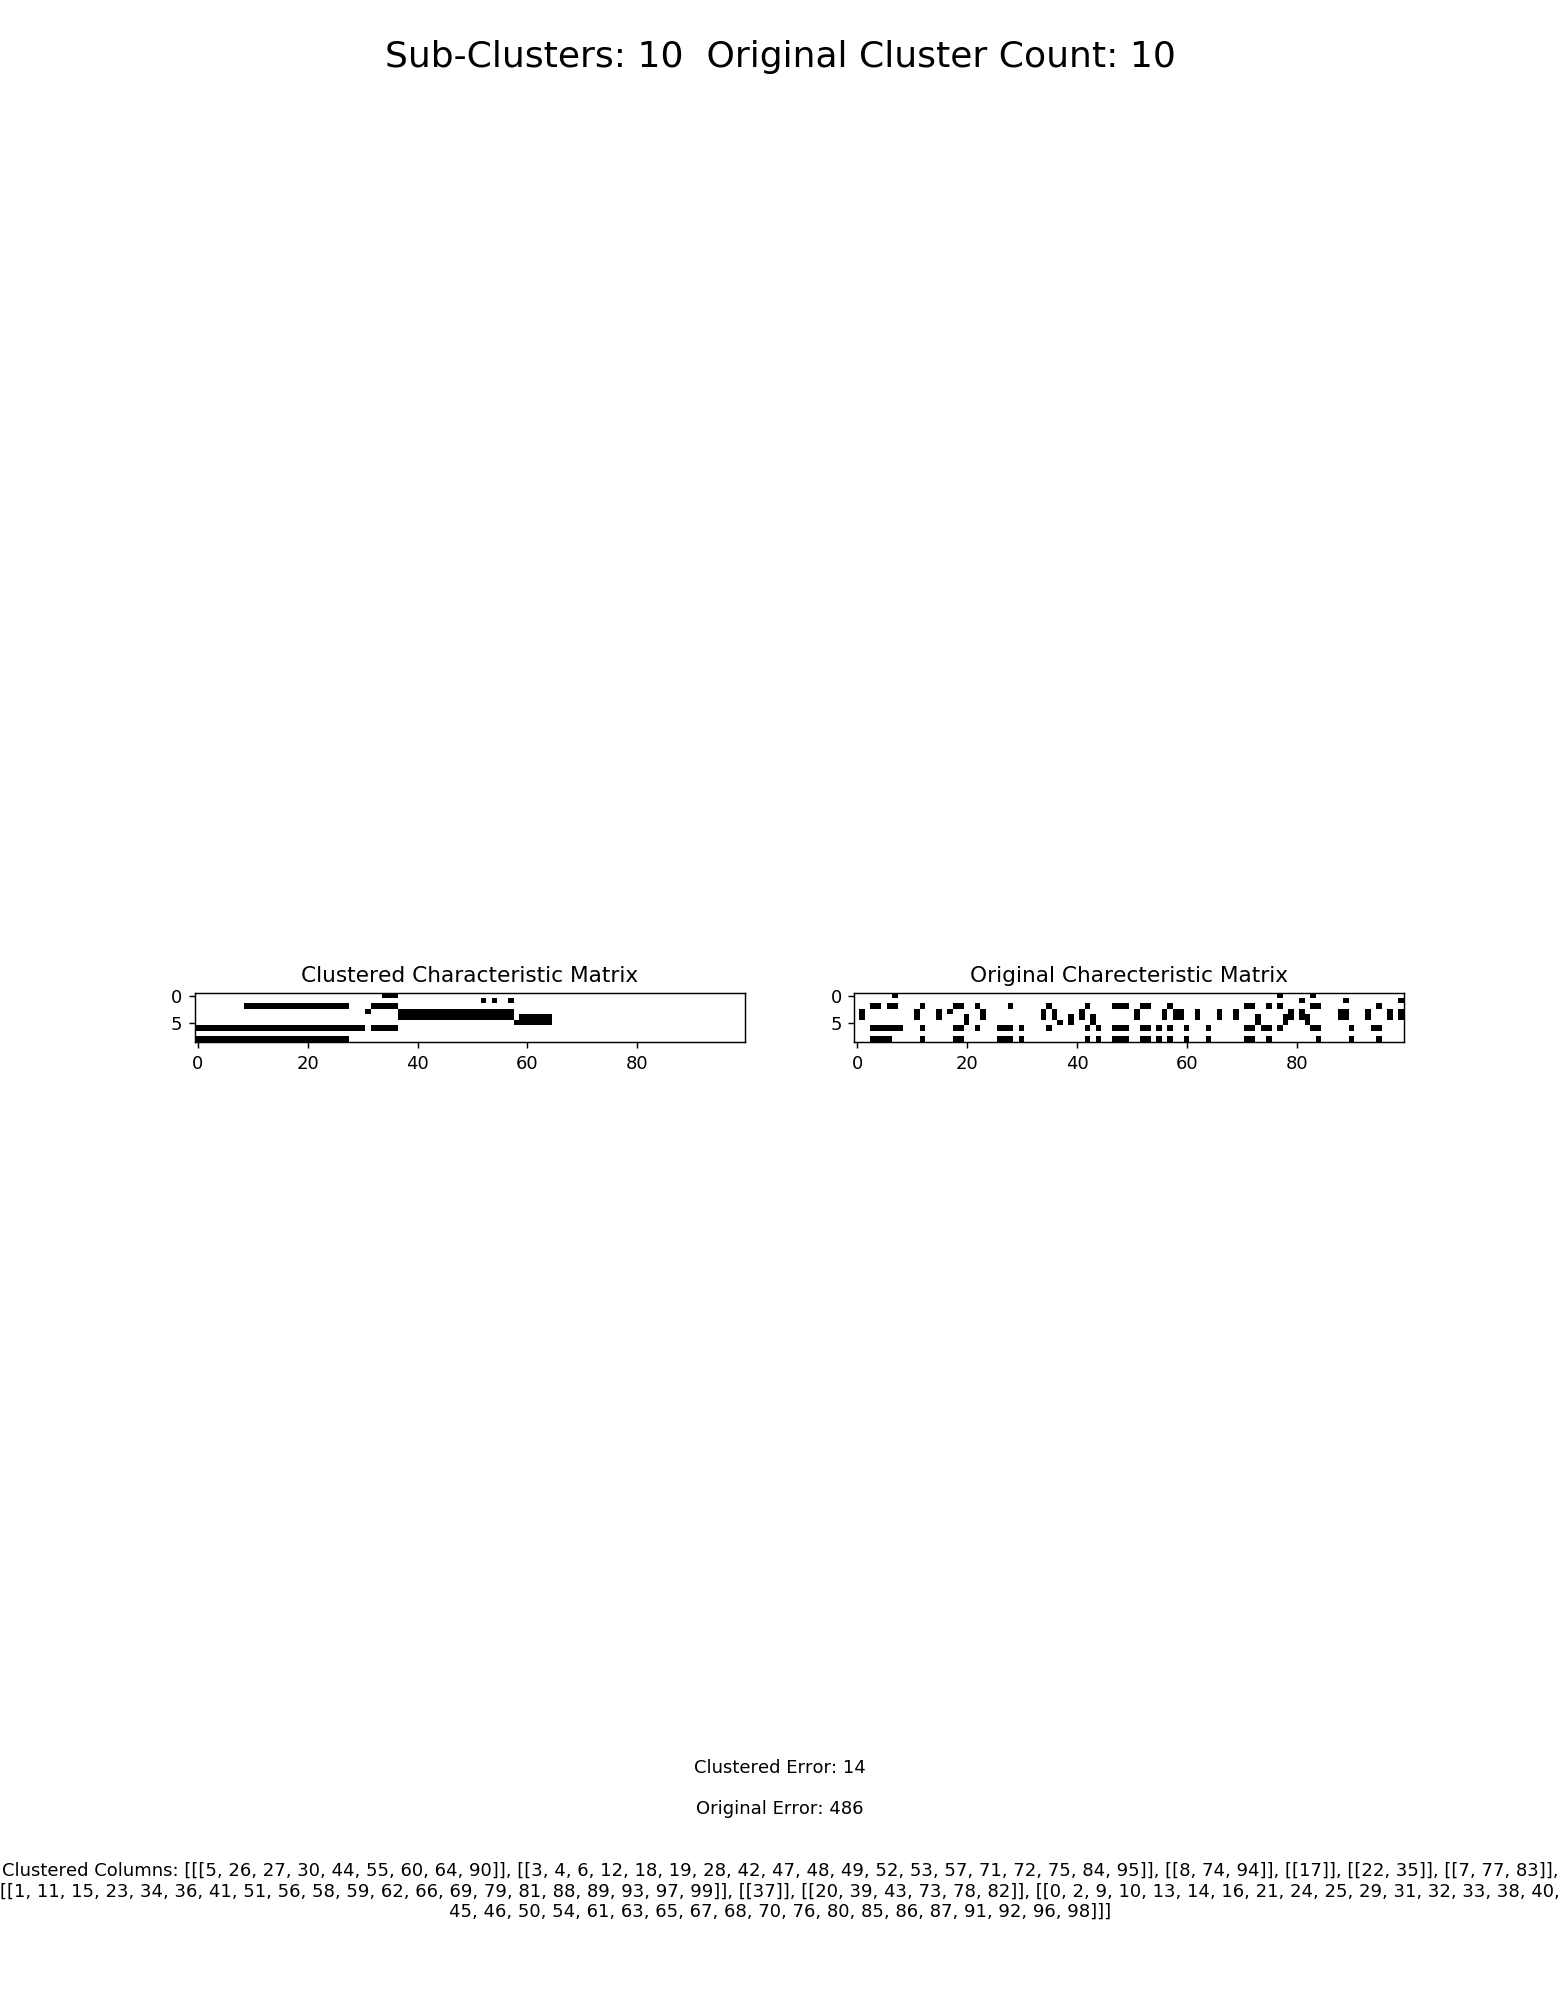 Sub-Clusters: 10  Original Cluster Count: 10
Clustered Characteristic Matrix
Original Charecteristic Matrix
0
5
0 20 40 60 80
0
5
0 20 40 60 80
Clustered Error: 14
Original Error: 486
Clustered Columns: [[[5, 26, 27, 30, 44, 55, 60, 64, 90]], [[3, 4, 6, 12, 18, 19, 28, 42, 47, 48, 49, 52, 53, 57, 71, 72, 75, 84, 95]], [[8, 74, 94]], [[17]], [[22, 35]], [[7, 77, 83]],
[[1, 11, 15, 23, 34, 36, 41, 51, 56, 58, 59, 62, 66, 69, 79, 81, 88, 89, 93, 97, 99]], [[37]], [[20, 39, 43, 73, 78, 82]], [[0, 2, 9, 10, 13, 14, 16, 21, 24, 25, 29, 31, 32, 33, 38, 40,
45, 46, 50, 54, 61, 63, 65, 67, 68, 70, 76, 80, 85, 86, 87, 91, 92, 96, 98]]]